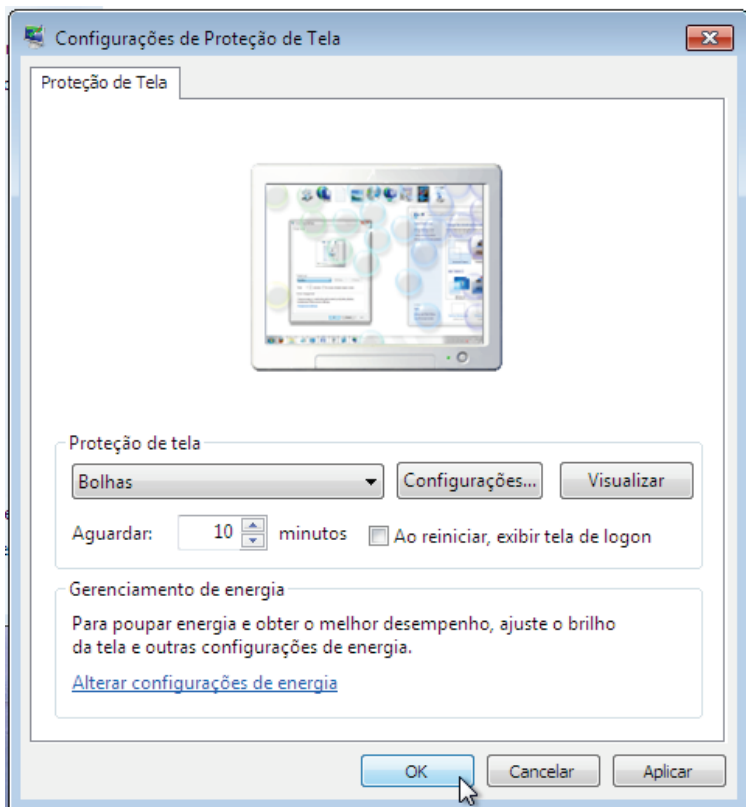 Configurações de Proteção de Tela
Proteção de Tela
Proteção de tela
Bolhas
Configurações...
Visualizar
Aguardar: 10 minutos
Ao reiniciar, exibir tela de logon
Gerenciamento de energia
Para poupar energia e obter o melhor desempenho, ajuste o brilho
da tela e outras configurações de energia.
Alterar configurações de energia
OK
Cancelar
Aplicar